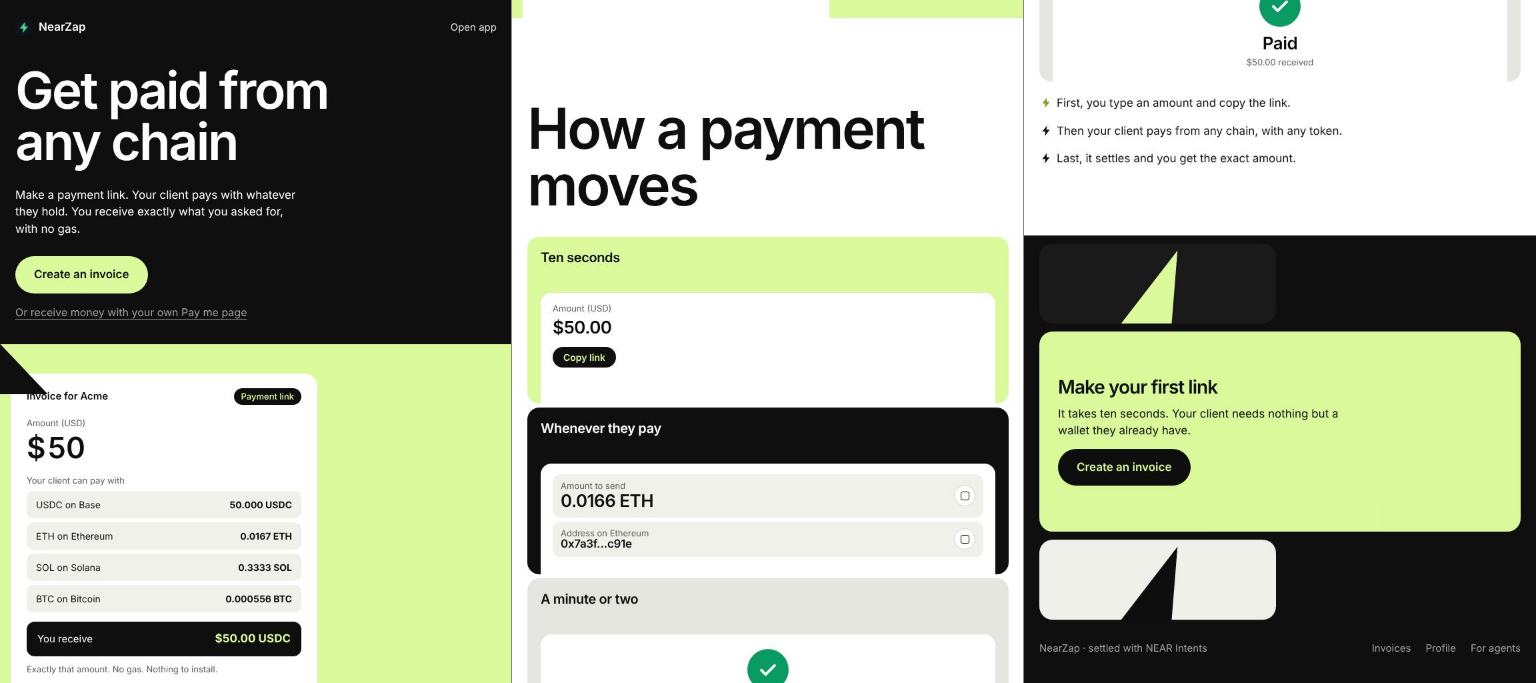 NearZap
Open app
Get paid from
any chain
Make a payment link. Your client pays with whatever
they hold. You receive exactly what you asked for,
with no gas.
Create an invoice
Or receive money with your own Pay me page
Invoice for Acme
Payment link
Amount (USD)
$50
Your client can pay with
USDC on Base
50.000 USDC
ETH on Ethereum
0.0167 ETH
SOL on Solana
0.3333 SOL
BTC on Bitcoin
0.000556 BTC
You receive
$50.00 USDC
Exactly that amount. No gas. Nothing to install.
How a payment
moves
Ten seconds
Amount (USD)
$50.00
Copy link
Whenever they pay
Amount to send
0.0166 ETH
Address on Ethereum
0x7a3f...c91e
A minute or two
Paid
$50.00 received
First, you type an amount and copy the link.
Then your client pays from any chain, with any token.
Last, it settles and you get the exact amount.
Make your first link
It takes ten seconds. Your client needs nothing but a
wallet they already have.
Create an invoice
NearZap · settled with NEAR Intents
Invoices
Profile
For agents